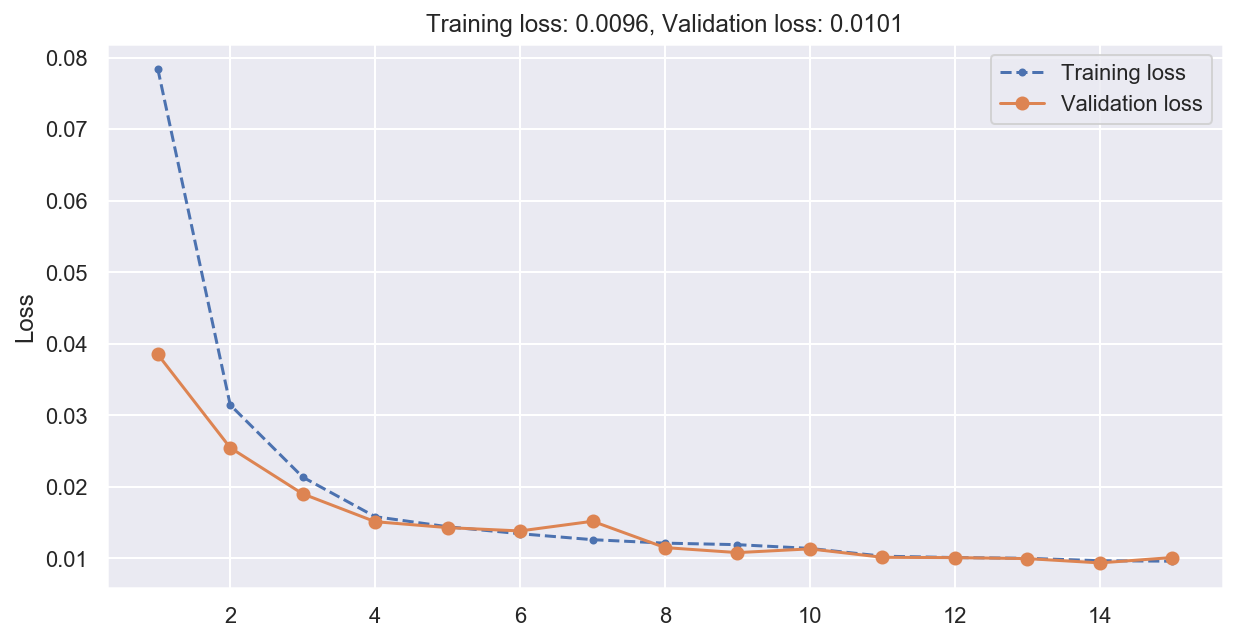 Training loss: 0.0096, Validation loss: 0.0101
Training loss
Validation loss
Loss
0.08
0.07
0.06
0.05
0.04
0.03
0.02
0.01
2 4 6 8 10 12 14